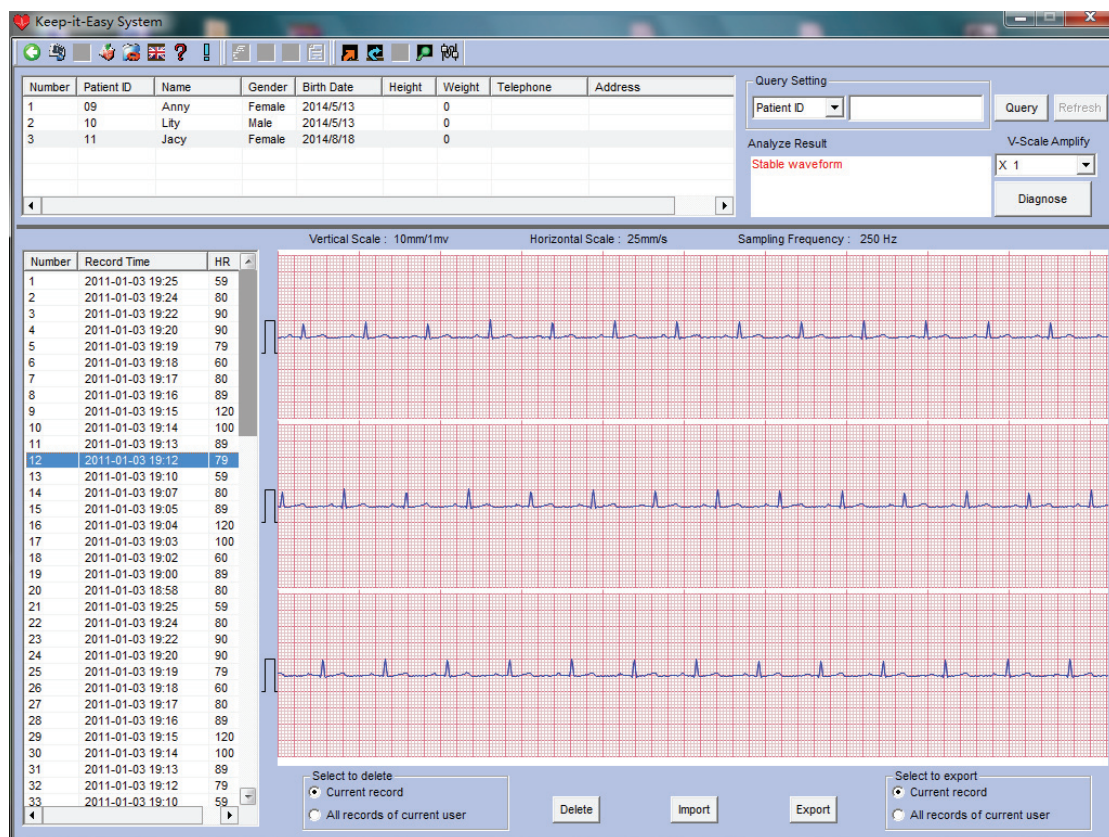 Keep-it-Easy System
Number Patient ID Name Gender Birth Date Height Weight Telephone Address
1 09 Anny Female 2014/5/13 0
2 10 Lity Male 2014/5/13 0
3 11 Jacy Female 2014/8/18 0
Query Setting
Patient ID
Query Refresh
Analyze Result
Stable waveform
V-Scale Amplify
X 1
Diagnose
Vertical Scale : 10mm/1mv Horizontal Scale : 25mm/s Sampling Frequency : 250 Hz
Number Record Time HR
1 2011-01-03 19:25 59
2 2011-01-03 19:24 80
3 2011-01-03 19:22 90
4 2011-01-03 19:20 90
5 2011-01-03 19:19 79
6 2011-01-03 19:18 60
7 2011-01-03 19:17 80
8 2011-01-03 19:16 89
9 2011-01-03 19:15 120
10 2011-01-03 19:14 100
11 2011-01-03 19:13 89
12 2011-01-03 19:12 79
13 2011-01-03 19:10 59
14 2011-01-03 19:07 80
15 2011-01-03 19:05 89
16 2011-01-03 19:04 120
17 2011-01-03 19:03 100
18 2011-01-03 19:02 60
19 2011-01-03 19:00 89
20 2011-01-03 18:58 80
21 2011-01-03 19:25 59
22 2011-01-03 19:24 80
23 2011-01-03 19:22 90
24 2011-01-03 19:20 90
25 2011-01-03 19:19 79
26 2011-01-03 19:18 60
27 2011-01-03 19:17 80
28 2011-01-03 19:16 89
29 2011-01-03 19:15 120
30 2011-01-03 19:14 100
31 2011-01-03 19:13 89
32 2011-01-03 19:12 79
33 2011-01-03 19:10 59
Select to delete
Current record
All records of current user
Delete Import Export
Select to export
Current record
All records of current user